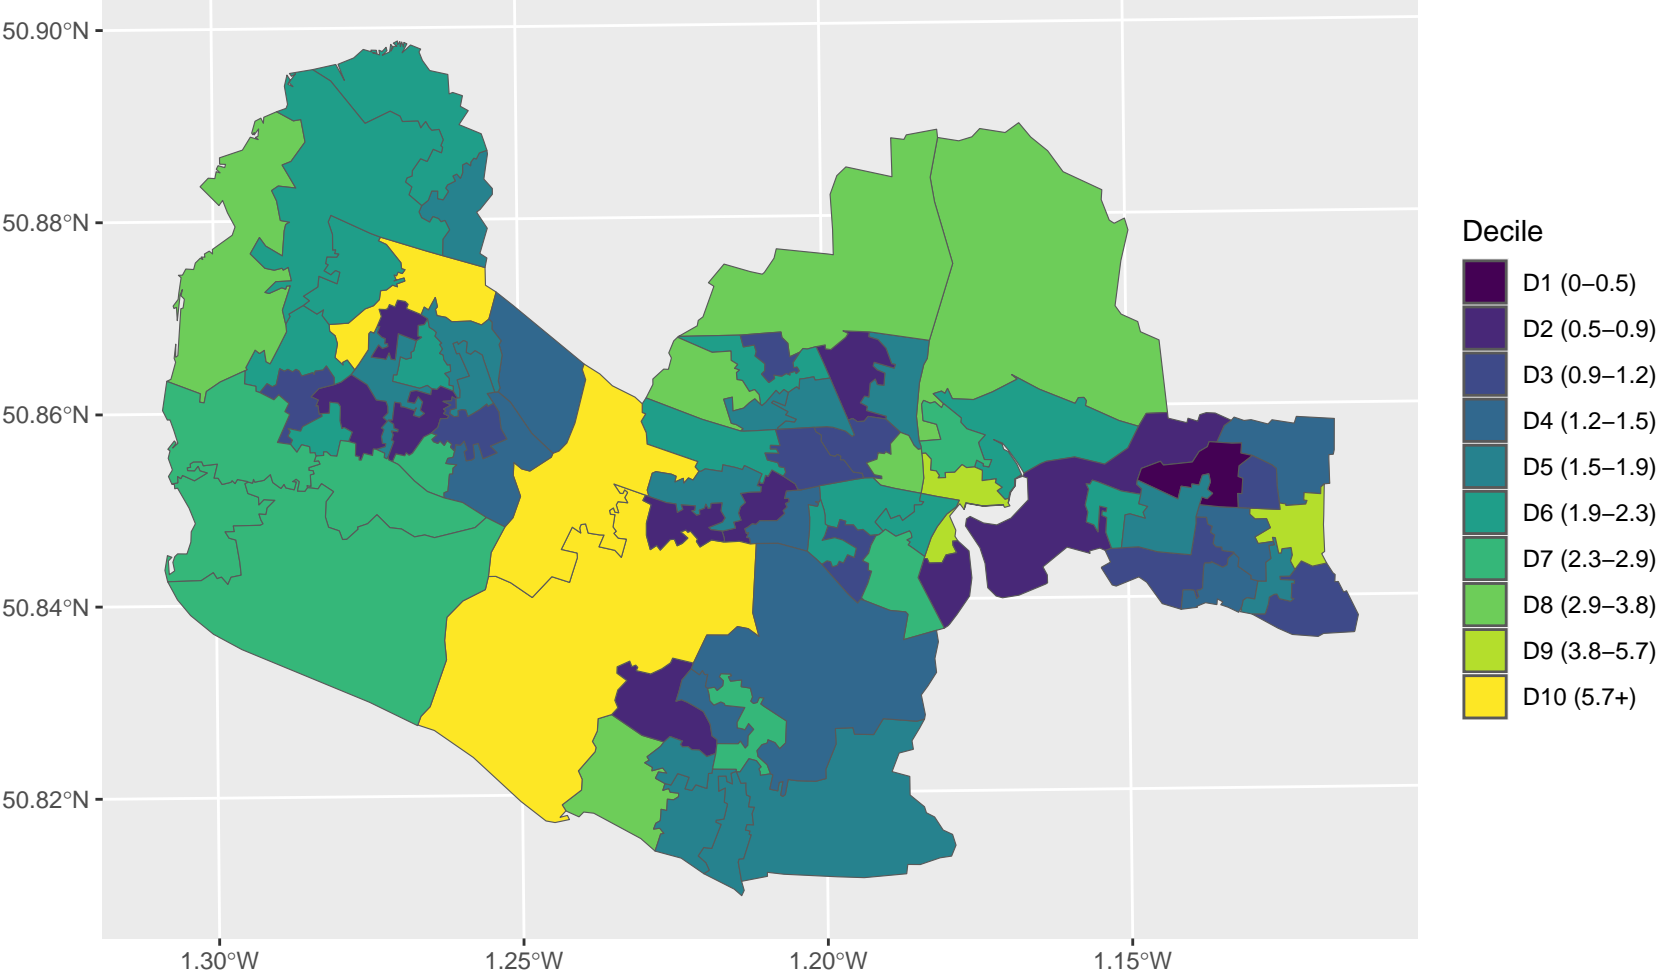 50.90°N
50.88°N
50.86°N
50.84°N
50.82°N
1.30°W
1.25°W
1.20°W
1.15°W
Decile
D1 (0–0.5)
D2 (0.5–0.9)
D3 (0.9–1.2)
D4 (1.2–1.5)
D5 (1.5–1.9)
D6 (1.9–2.3)
D7 (2.3–2.9)
D8 (2.9–3.8)
D9 (3.8–5.7)
D10 (5.7+)